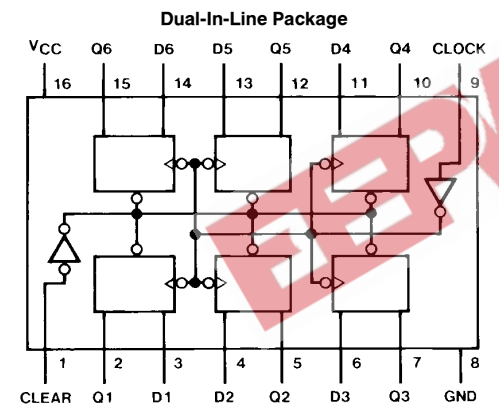 Dual-In-Line Package
VCC Q6 D6 D5 Q5 D4 Q4 CLOCK
16 15 14 13 12 11 10 9
1 2 3 4 5 6 7 8
CLEAR Q1 D1 D2 Q2 D3 Q3 GND